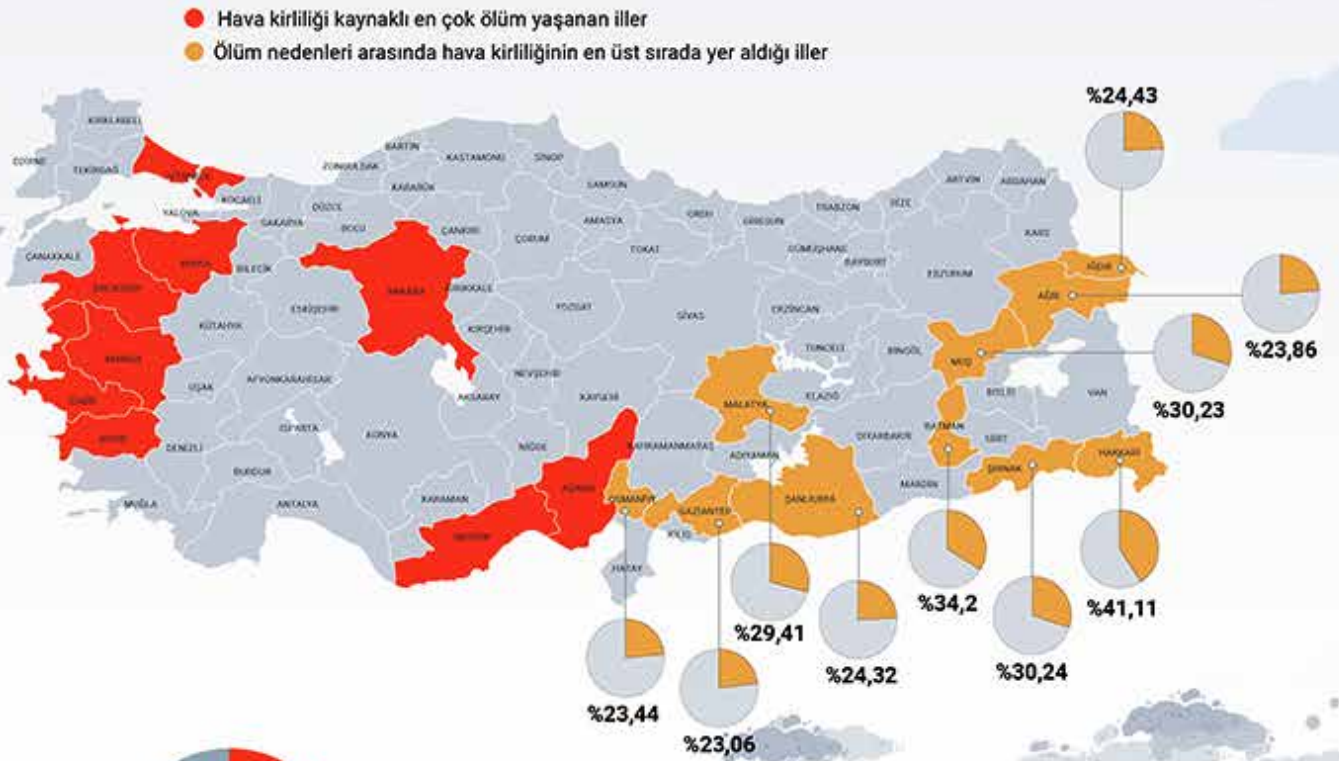 Hava kirliliği kaynaklı en çok ölüm yaşanan iller
Ölüm nedenleri arasında hava kirliliğinin en üst sırada yer aldığı iller
%24,43
KIRKLARELİ
EDİRNE
TEKİRDAĞ
BARTIN
ZONGULDAK
KASTAMONU
SİNOP
KARABÜK
SAMSUN
ARTVİN
ARDAHAN
KOCAELİ
YALOVA
DÜZCE
SAKARYA
BOLU
ÇANKIRI
ÇORUM
AMASYA
TOKAT
ORDU
GİRESUN
TRABZON
RİZE
GÜMÜŞHANE
BAYBURT
KARS
ÇANAKKALE
BURSA
BİLECİK
ANKARA
KIRIKKALE
ERZURUM
IĞDIR
AĞRI
BALIKESİR
ESKİŞEHİR
KÜTAHYA
YOZGAT
SİVAS
ERZİNCAN
KIRŞEHİR
TUNCELİ
BİNGÖL
MUŞ
%23,86
MANİSA
UŞAK
AFYONKARAHİSAR
NEVŞEHİR
AKSARAY
KAYSERİ
MALATYA
ELAZIĞ
BİTLİS
VAN
%30,23
İZMİR
AYDIN
DENİZLİ
ISPARTA
KONYA
NİĞDE
KAHRAMANMARAŞ
ADIYAMAN
DİYARBAKIR
BATMAN
SİİRT
ŞIRNAK
HAKKARİ
BURDUR
MUĞLA
ANTALYA
KARAMAN
MERSİN
ADANA
OSMANİYE
GAZİANTEP
KİLİS
ŞANLIURFA
MARDİN
HATAY
%34,2
%41,11
%29,41
%24,32
%30,24
%23,44
%23,06